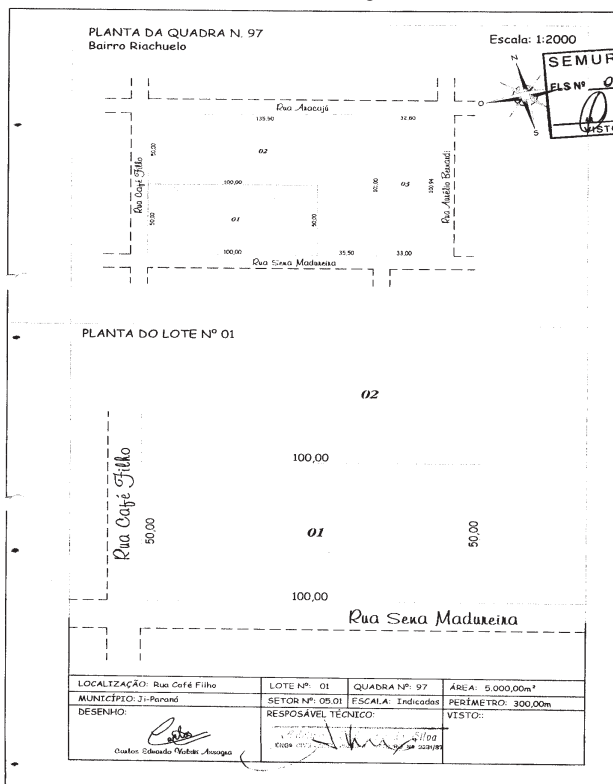 PLANTA DA QUADRA N. 97
Bairro Riachuelo
Escala: 1:2000
N
O
S
SEMUR
FLS Nº
VISTO
Rua Aracajú
135,50
32,80
Rua Café Filho
50,00
02
100,00
50,00
01
50,00
50,00
03
Rua Aurélio Bernardi
100,00
35,50
33,00
Rua Sena Madureira
PLANTA DO LOTE Nº 01
02
100,00
Rua Café Filho
50,00
01
50,00
100,00
Rua Sena Madureira
LOCALIZAÇÃO: Rua Café Filho
LOTE Nº: 01
QUADRA Nº: 97
ÁREA: 5.000,00m²
MUNICÍPIO: Ji-Paraná
SETOR Nº: 05.01
ESCALA: Indicadas
PERÍMETRO: 300,00m
DESENHO:
RESPOSÁVEL TÉCNICO:
VISTO::
Carlos Eduardo